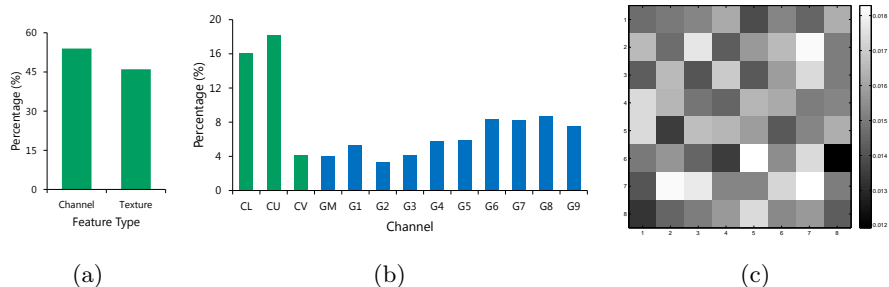 60
45
30
15
0
Percentage (%)
Channel Texture
Feature Type
(a)
20
16
12
8
4
0
Percentage (%)
CL CU CV GM G1 G2 G3 G4 G5 G6 G7 G8 G9
Channel
(b)
1
2
3
4
5
6
7
8
1 2 3 4 5 6 7 8
0.018
0.017
0.016
0.015
0.014
0.013
0.012
(c)